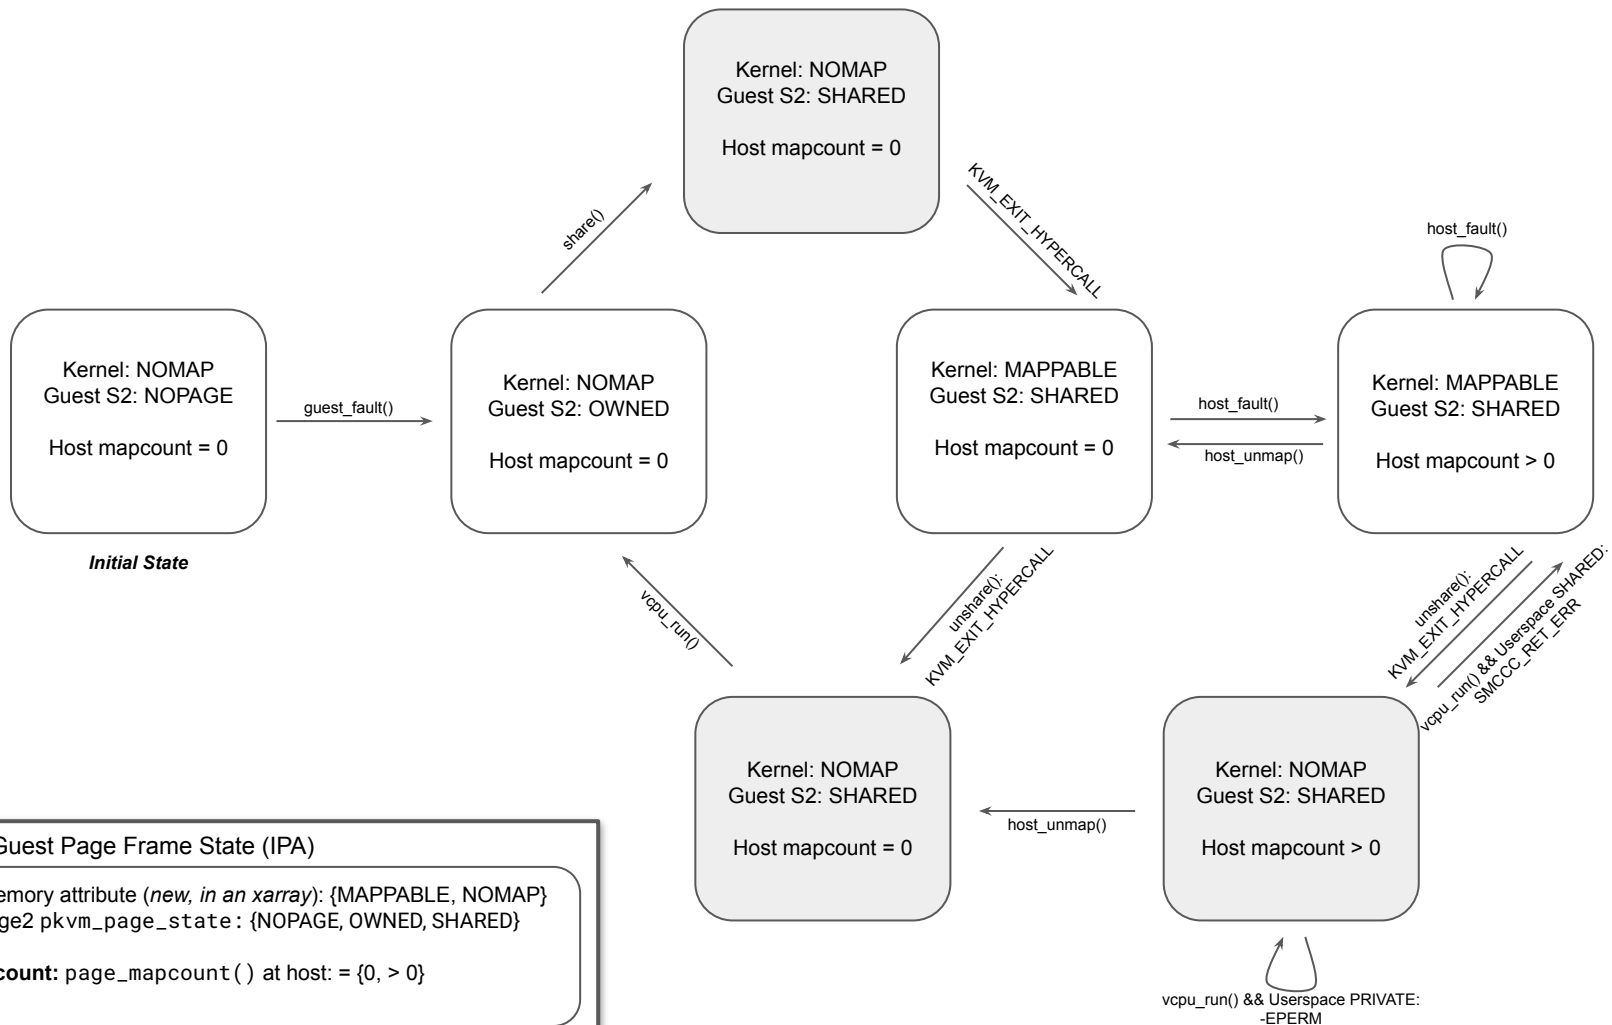 Kernel: NOMAP
Guest S2: SHARED
Host mapcount = 0
share()
KVM_EXIT_HYPERCALL
host_fault()
Kernel: NOMAP
Guest S2: NOPAGE
Host mapcount = 0
Initial State
guest_fault()
Kernel: NOMAP
Guest S2: OWNED
Host mapcount = 0
Kernel: MAPPABLE
Guest S2: SHARED
Host mapcount = 0
host_fault()
host_unmap()
Kernel: MAPPABLE
Guest S2: SHARED
Host mapcount > 0
vcpu_run()
unshare():
KVM_EXIT_HYPERCALL
unshare():
KVM_EXIT_HYPERCALL
vcpu_run() && Userspace SHARED:
SMCCC_RET_ERR
Kernel: NOMAP
Guest S2: SHARED
Host mapcount = 0
host_unmap()
Kernel: NOMAP
Guest S2: SHARED
Host mapcount > 0
vcpu_run() && Userspace PRIVATE:
-EPERM
Guest Page Frame State (IPA)
emory attribute (new, in an xarray): {MAPPABLE, NOMAP}
ge2 pkvm_page_state: {NOPAGE, OWNED, SHARED}
count: page_mapcount() at host: = {0, > 0}